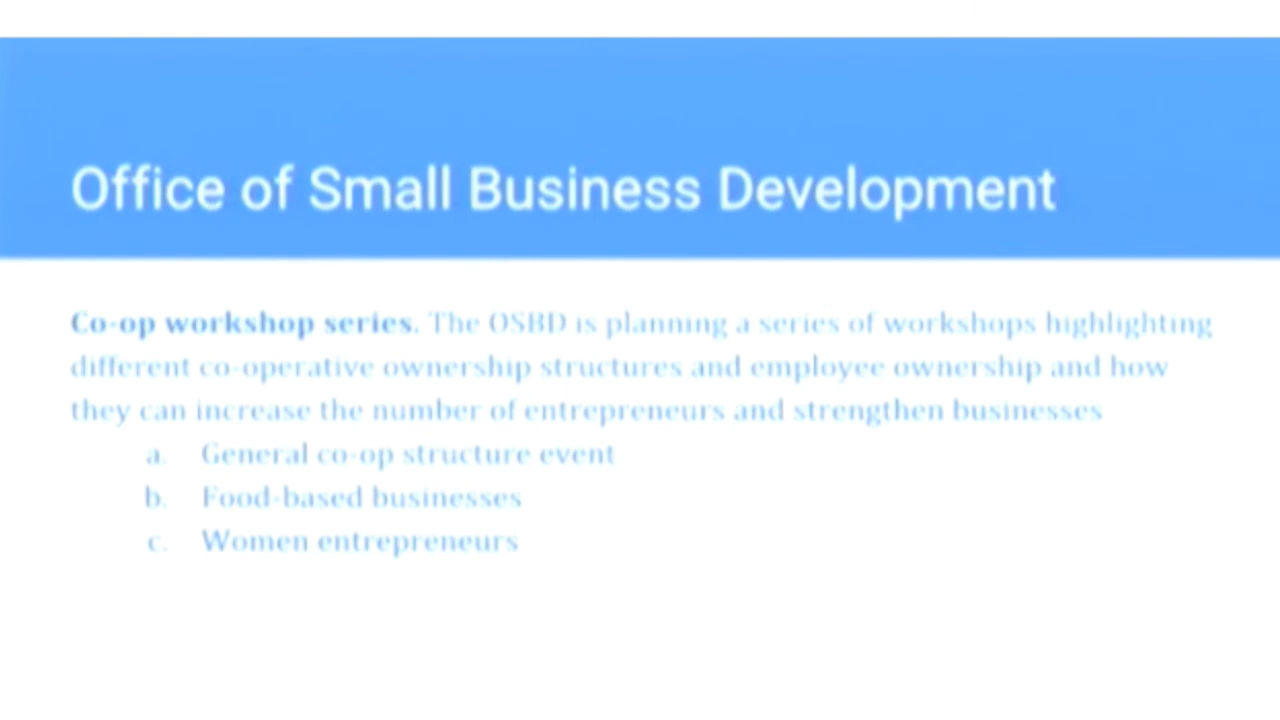 Office of Small Business Development
Co-op workshop series. The OSBD is planning a series of workshops highlighting
different co-operative ownership structures and employee ownership and how
they can increase the number of entrepreneurs and strengthen businesses
a. General co-op structure event
b. Food-based businesses
c. Women entrepreneurs